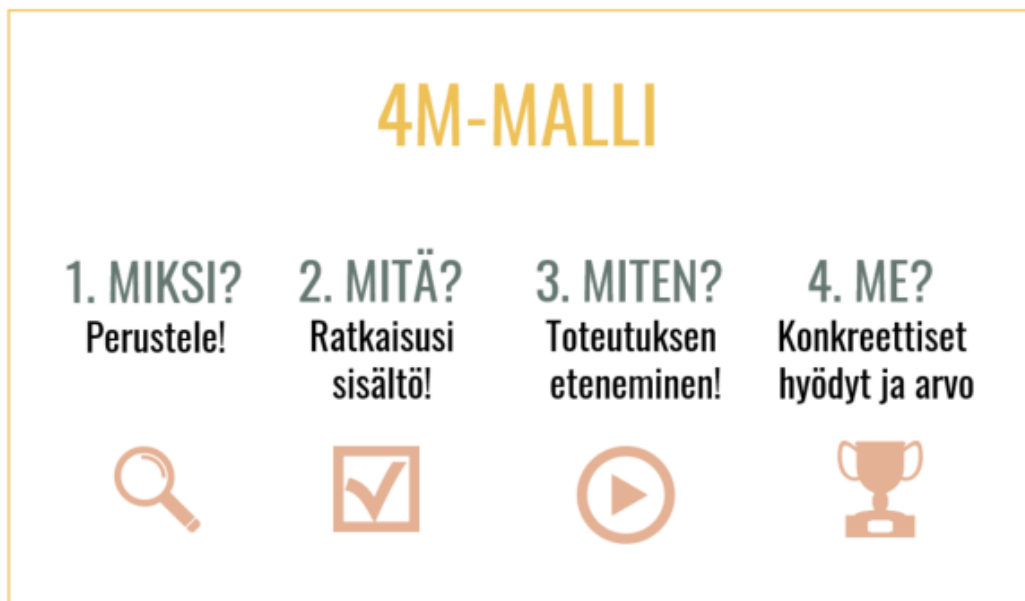 4M-MALLI
1. MIKSI?
Perustele!
2. MITÄ?
Ratkaisusi
sisältö!
3. MITEN?
Toteutuksen
eteneminen!
4. ME?
Konkreettiset
hyödyt ja arvo